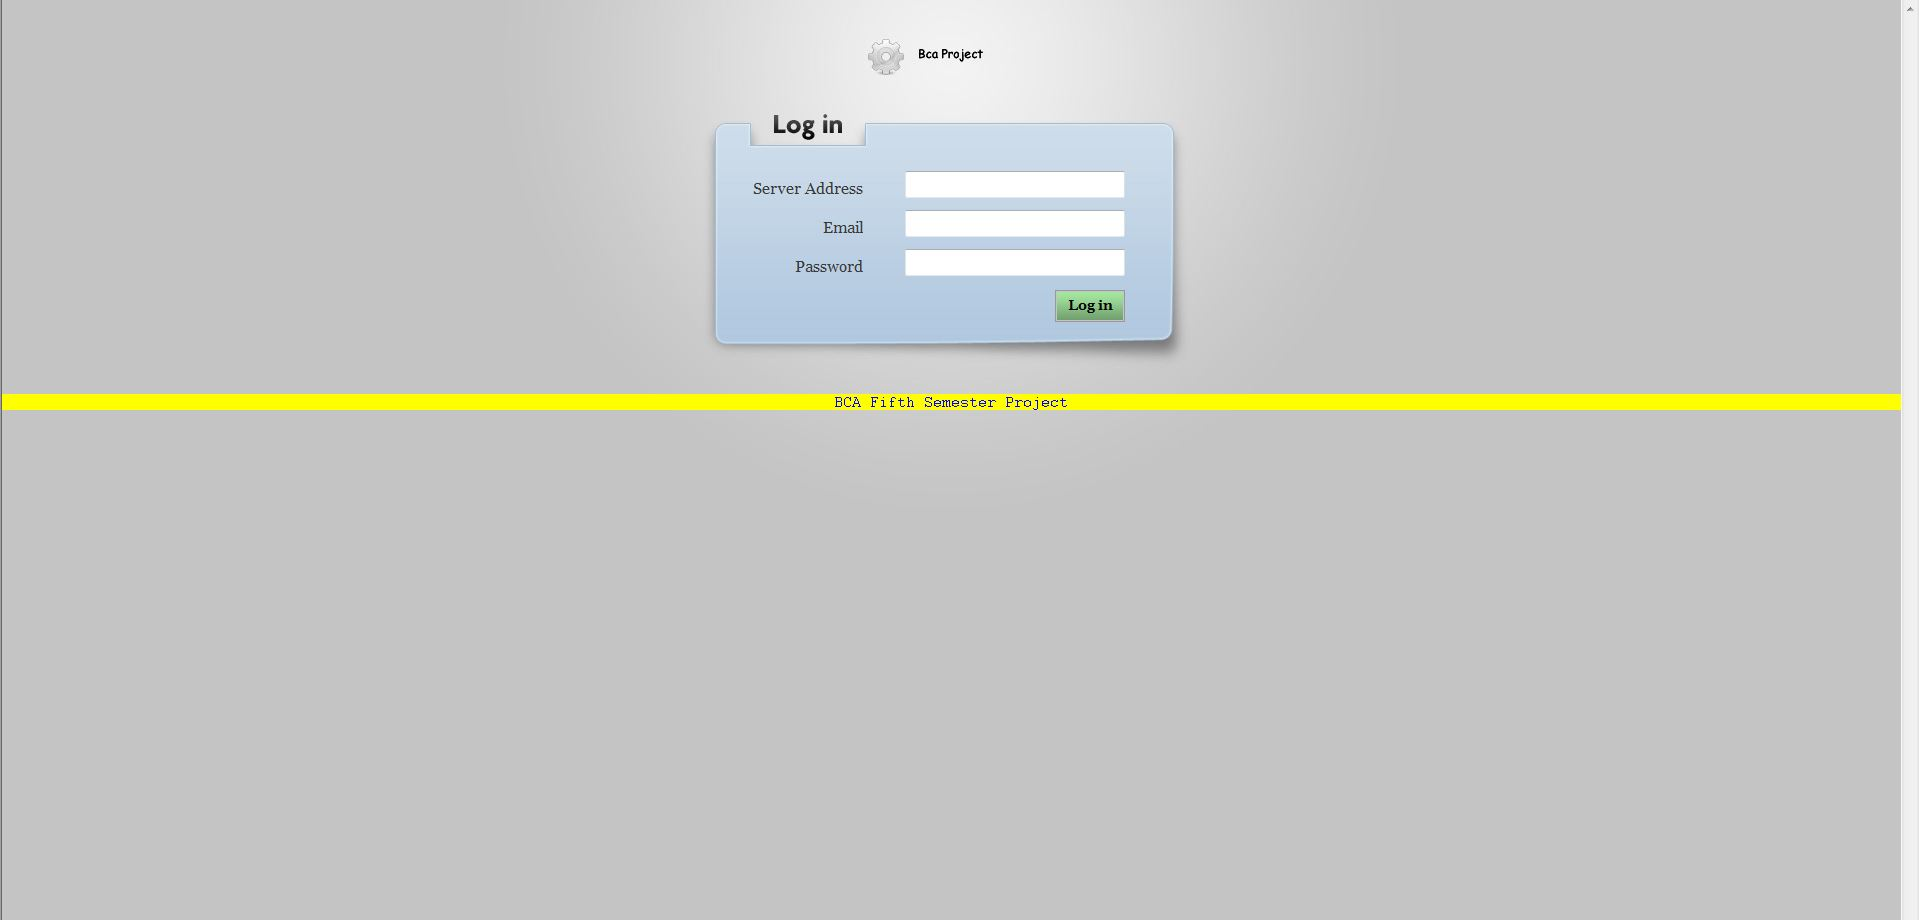 Bca Project
Log in
Server Address
Email
Password
Log in
BCA Fifth Semester Project